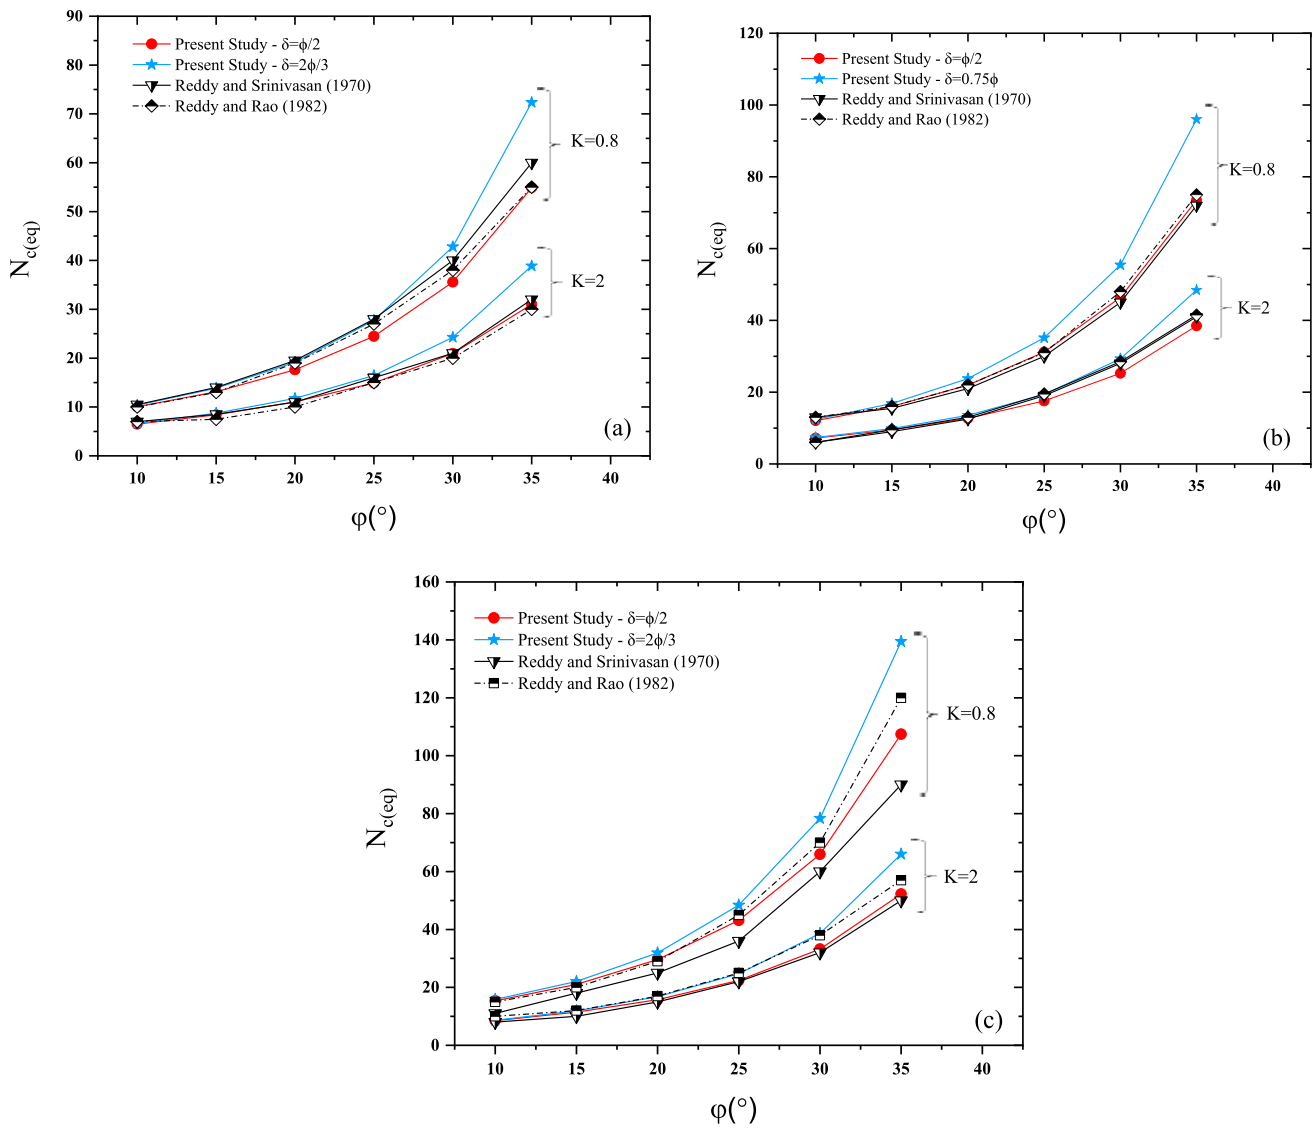 90
80
70
60
50
40
30
20
10
0
N c(eq)
Present Study - δ=ϕ/2
Present Study - δ=2ϕ/3
Reddy and Srinivasan (1970)
Reddy and Rao (1982)
K=0.8
K=2
(a)
10 15 20 25 30 35 40
φ(°)
120
100
80
60
40
20
0
N c(eq)
Present Study - δ=ϕ/2
Present Study - δ=0.75ϕ
Reddy and Srinivasan (1970)
Reddy and Rao (1982)
K=0.8
K=2
(b)
10 15 20 25 30 35 40
φ(°)
160
140
120
100
80
60
40
20
0
N c(eq)
Present Study - δ=ϕ/2
Present Study - δ=2ϕ/3
Reddy and Srinivasan (1970)
Reddy and Rao (1982)
K=0.8
K=2
(c)
10 15 20 25 30 35 40
φ(°)